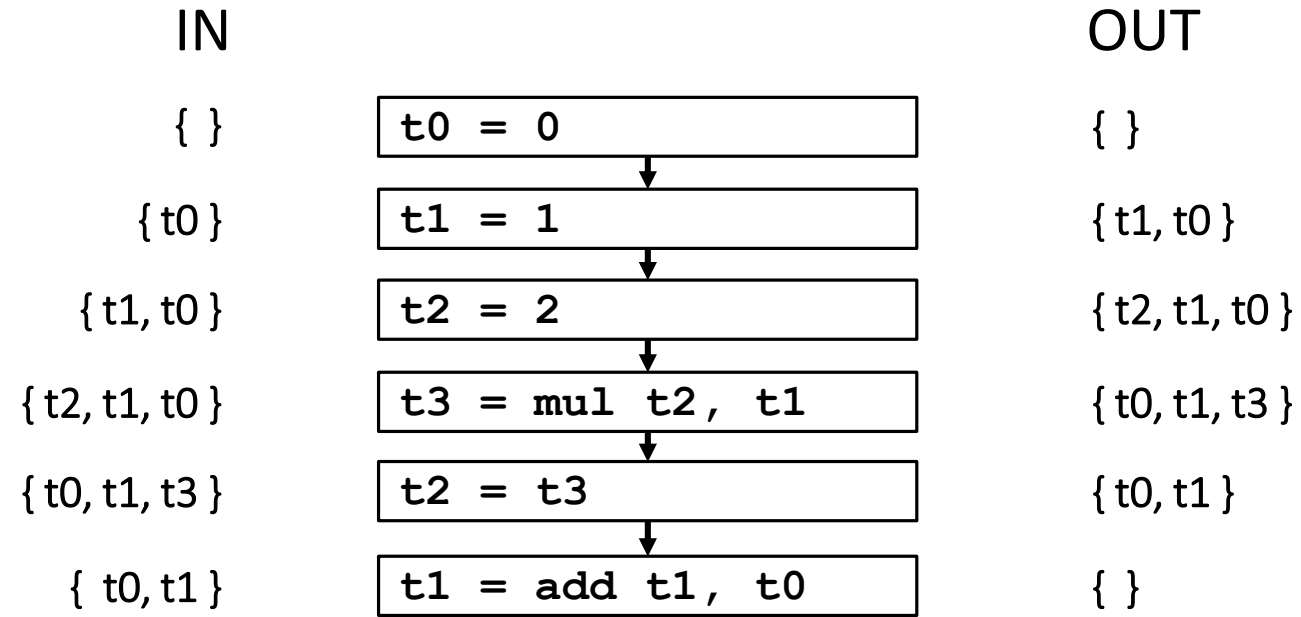 IN OUT
{ } t0 = 0 { }
{ t0 } t1 = 1 { t1, t0 }
{ t1, t0 } t2 = 2 { t2, t1, t0 }
{ t2, t1, t0 } t3 = mul t2, t1 { t0, t1, t3 }
{ t0, t1, t3 } t2 = t3 { t0, t1 }
{ t0, t1 } t1 = add t1, t0 { }